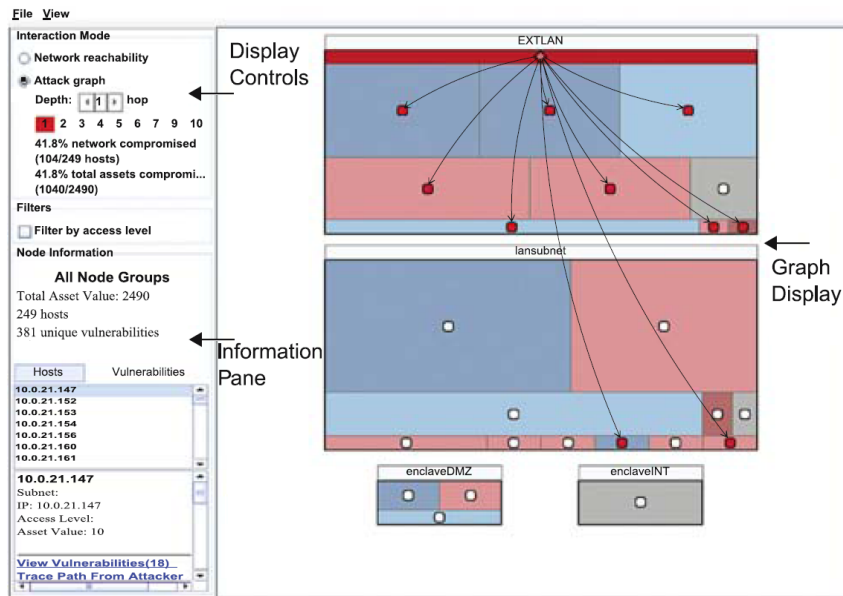 File View
Interaction Mode
Network reachability
Attack graph
Depth: 1 hop
1 2 3 4 5 6 7 9 10
41.8% network compromised
(104/249 hosts)
41.8% total assets compromi...
(1040/2490)
Filters
Filter by access level
Node Information
All Node Groups
Total Asset Value: 2490
249 hosts
381 unique vulnerabilities
Hosts Vulnerabilities
10.0.21.147
10.0.21.152
10.0.21.153
10.0.21.154
10.0.21.156
10.0.21.160
10.0.21.161
10.0.21.147
Subnet:
IP: 10.0.21.147
Access Level:
Asset Value: 10
View Vulnerabilities(18)
Trace Path From Attacker
Display
Controls
Information
Pane
EXTLAN
lansubnet
enclaveDMZ
enclaveINT
Graph
Display